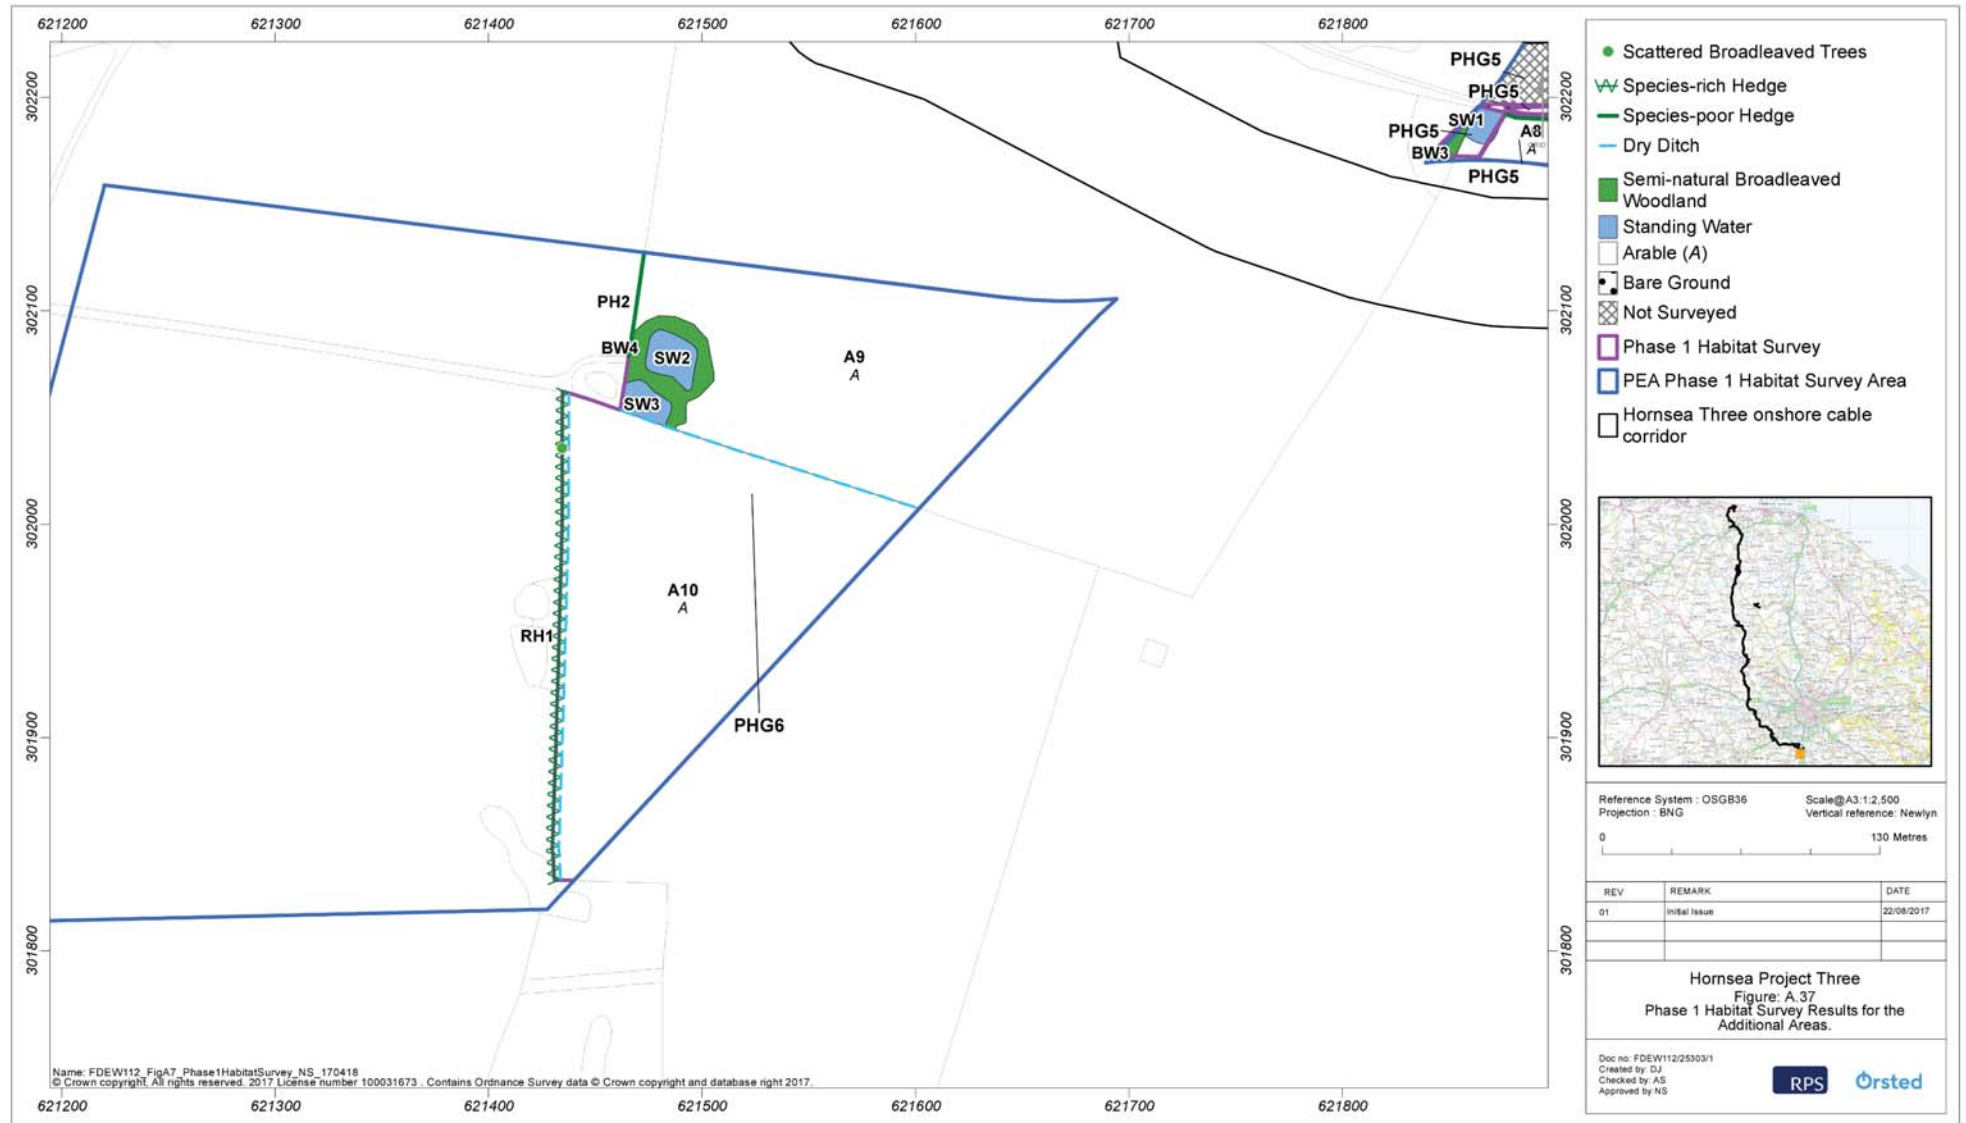 621200 621300 621400 621500 621600 621700 621800
302200
302100
302000
301900
301800
302200
302100
302000
301900
301800
PHG5
PHG5
SW1
PHG5
A8
A
BW3
PHG5
PH2
BW4
SW2
A9
A
SW3
A10
A
RH1
PHG6
Name: FDEW112_FigA7_Phase1HabitatSurvey_NS_170418
© Crown copyright, All rights reserved. 2017 License number 100031673 . Contains Ordnance Survey data © Crown copyright and database right 2017.
621200 621300 621400 621500 621600 621700 621800
Scattered Broadleaved Trees
Species-rich Hedge
Species-poor Hedge
Dry Ditch
Semi-natural Broadleaved
Woodland
Standing Water
Arable (A)
Bare Ground
Not Surveyed
Phase 1 Habitat Survey
PEA Phase 1 Habitat Survey Area
Hornsea Three onshore cable
corridor
Reference System : OSGB36 Scale@A3:1:2,500
Projection : BNG Vertical reference: Newlyn
0 130 Metres
REV REMARK DATE
01 Initial Issue 22/08/2017
Hornsea Project Three
Figure: A.37
Phase 1 Habitat Survey Results for the
Additional Areas.
Doc no: FDEW112/25303/1
Created by: DJ
Checked by: AS
Approved by: NS
RPS Ørsted